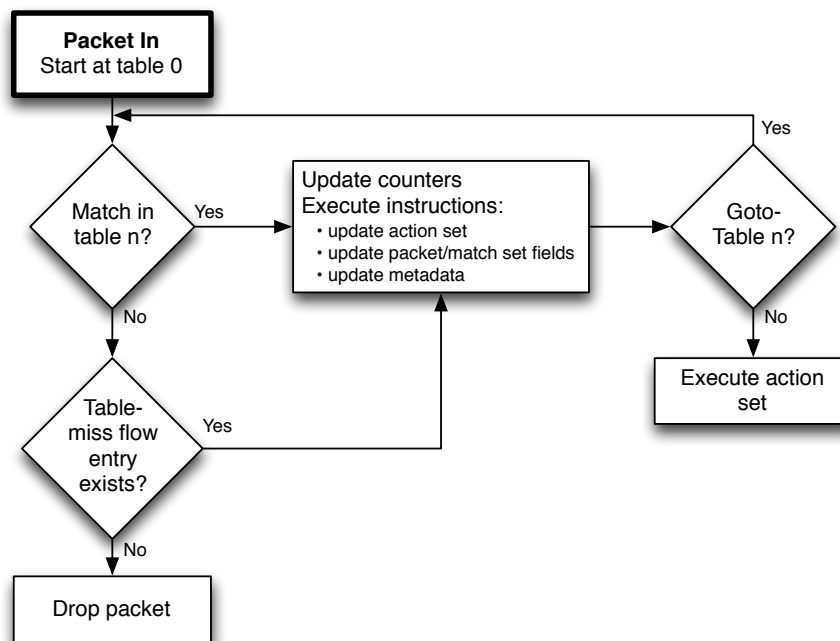 Packet In
Start at table 0
Yes
Match in
table n?
Yes
Update counters
Execute instructions:
• update action set
• update packet/match set fields
• update metadata
Goto-
Table n?
No
No
Execute action
set
Table-
miss flow
entry
exists?
Yes
No
Drop packet